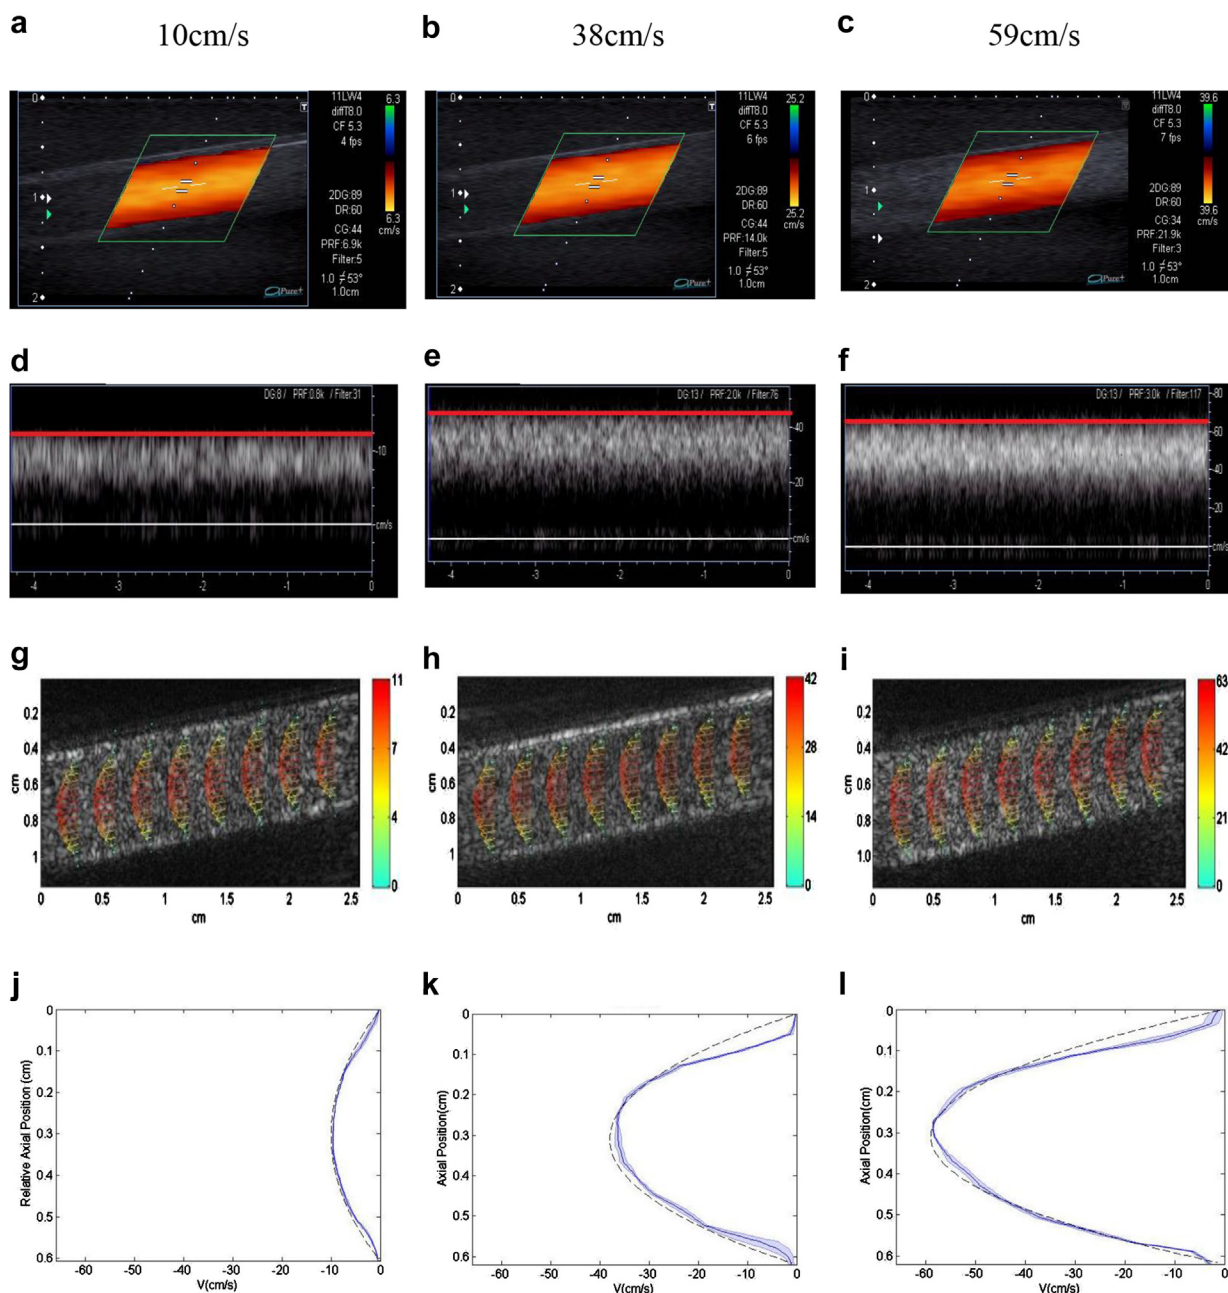 a 10cm/s
b 38cm/s
c 59cm/s
0
1
2
11LW4
diffT8.0
CF 5.3
4 fps
2DG:89
DR:60
CG:44
PRF:6.9k
Filter:5
1.0 ≠53°
1.0cm
6.3
6.3
cm/s
aPure+
0
1
2
11LW4
diffT8.0
CF 5.3
6 fps
2DG:89
DR:60
CG:44
PRF:14.0k
Filter:5
1.0 ≠53°
1.0cm
25.2
25.2
cm/s
aPure+
0
1
2
11LW4
diffT8.0
CF 5.3
7 fps
2DG:89
DR:60
CG:34
PRF:21.9k
Filter:3
1.0 ≠53°
1.0cm
39.6
39.6
cm/s
aPure+
d
DG:8 / PRF:0.8k /Filter:31
-10
cm/s
-4 -3 -2 -1 0
e
DG:13 / PRF:2.0k /Filter:76
-40
-20
cm/s
-4 -3 -2 -1 0
f
DG:13 / PRF:3.0k /Filter:117
-80
-60
-40
-20
cm/s
-4 -3 -2 -1 0
g
0.2
0.4
0.6
0.8
1
cm
0 0.5 1 1.5 2 2.5
cm
11
7
4
0
h
0.2
0.4
0.6
0.8
1
cm
0 0.5 1 1.5 2 2.5
cm
42
28
14
0
i
0.2
0.4
0.6
0.8
1.0
cm
0 0.5 1 1.5 2 2.5
cm
63
42
21
0
j
0
0.1
0.2
0.3
0.4
0.5
0.6
Relative Axial Position (cm)
-60 -50 -40 -30 -20 -10 0
V(cm/s)
k
0
0.1
0.2
0.3
0.4
0.5
0.6
Axial Position(cm)
-60 -50 -40 -30 -20 -10 0
V(cm/s)
l
0
0.1
0.2
0.3
0.4
0.5
0.6
Axial Position(cm)
-60 -50 -40 -30 -20 -10 0
V(cm/s)